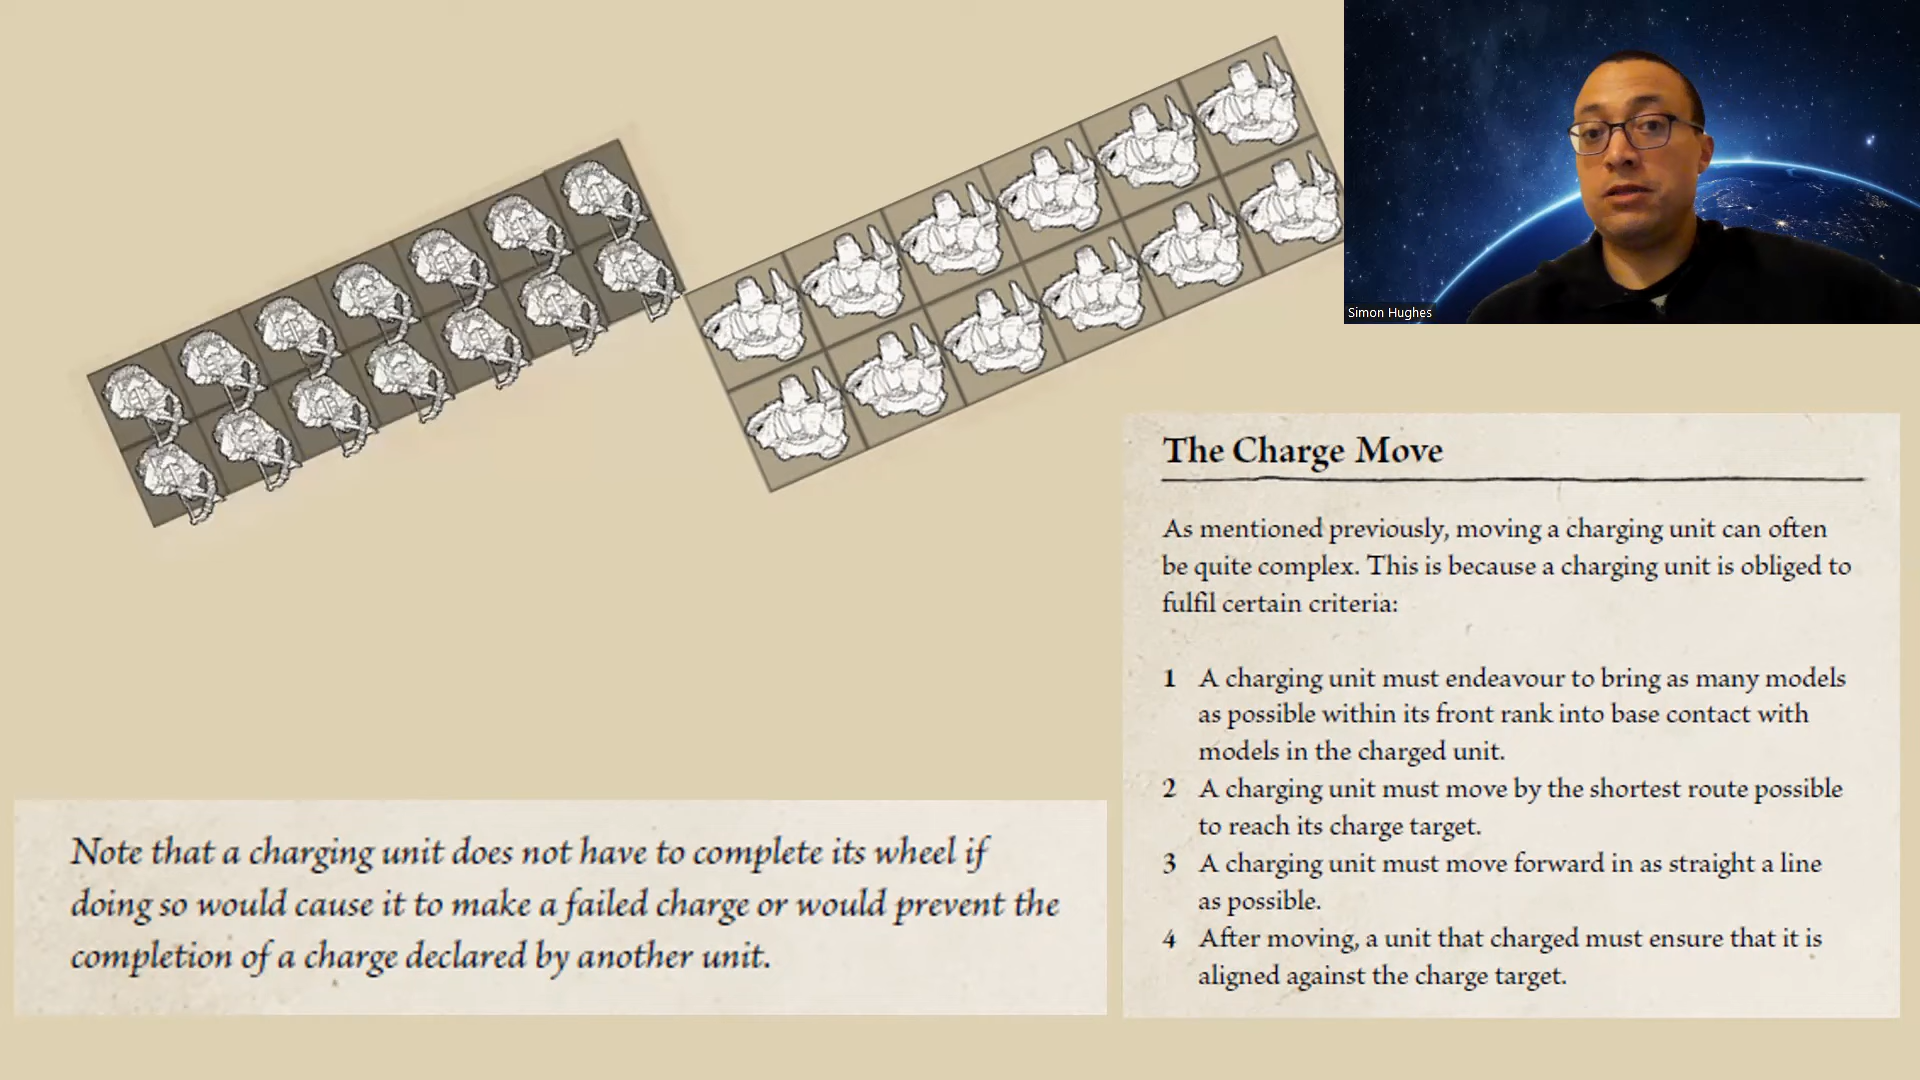 Simon Hughes
The Charge Move
As mentioned previously, moving a charging unit can often
be quite complex. This is because a charging unit is obliged to
fulfil certain criteria:
1 A charging unit must endeavour to bring as many models
as possible within its front rank into base contact with
models in the charged unit.
2 A charging unit must move by the shortest route possible
to reach its charge target.
3 A charging unit must move forward in as straight a line
as possible.
4 After moving, a unit that charged must ensure that it is
aligned against the charge target.
Note that a charging unit does not have to complete its wheel if
doing so would cause it to make a failed charge or would prevent the
completion of a charge declared by another unit.